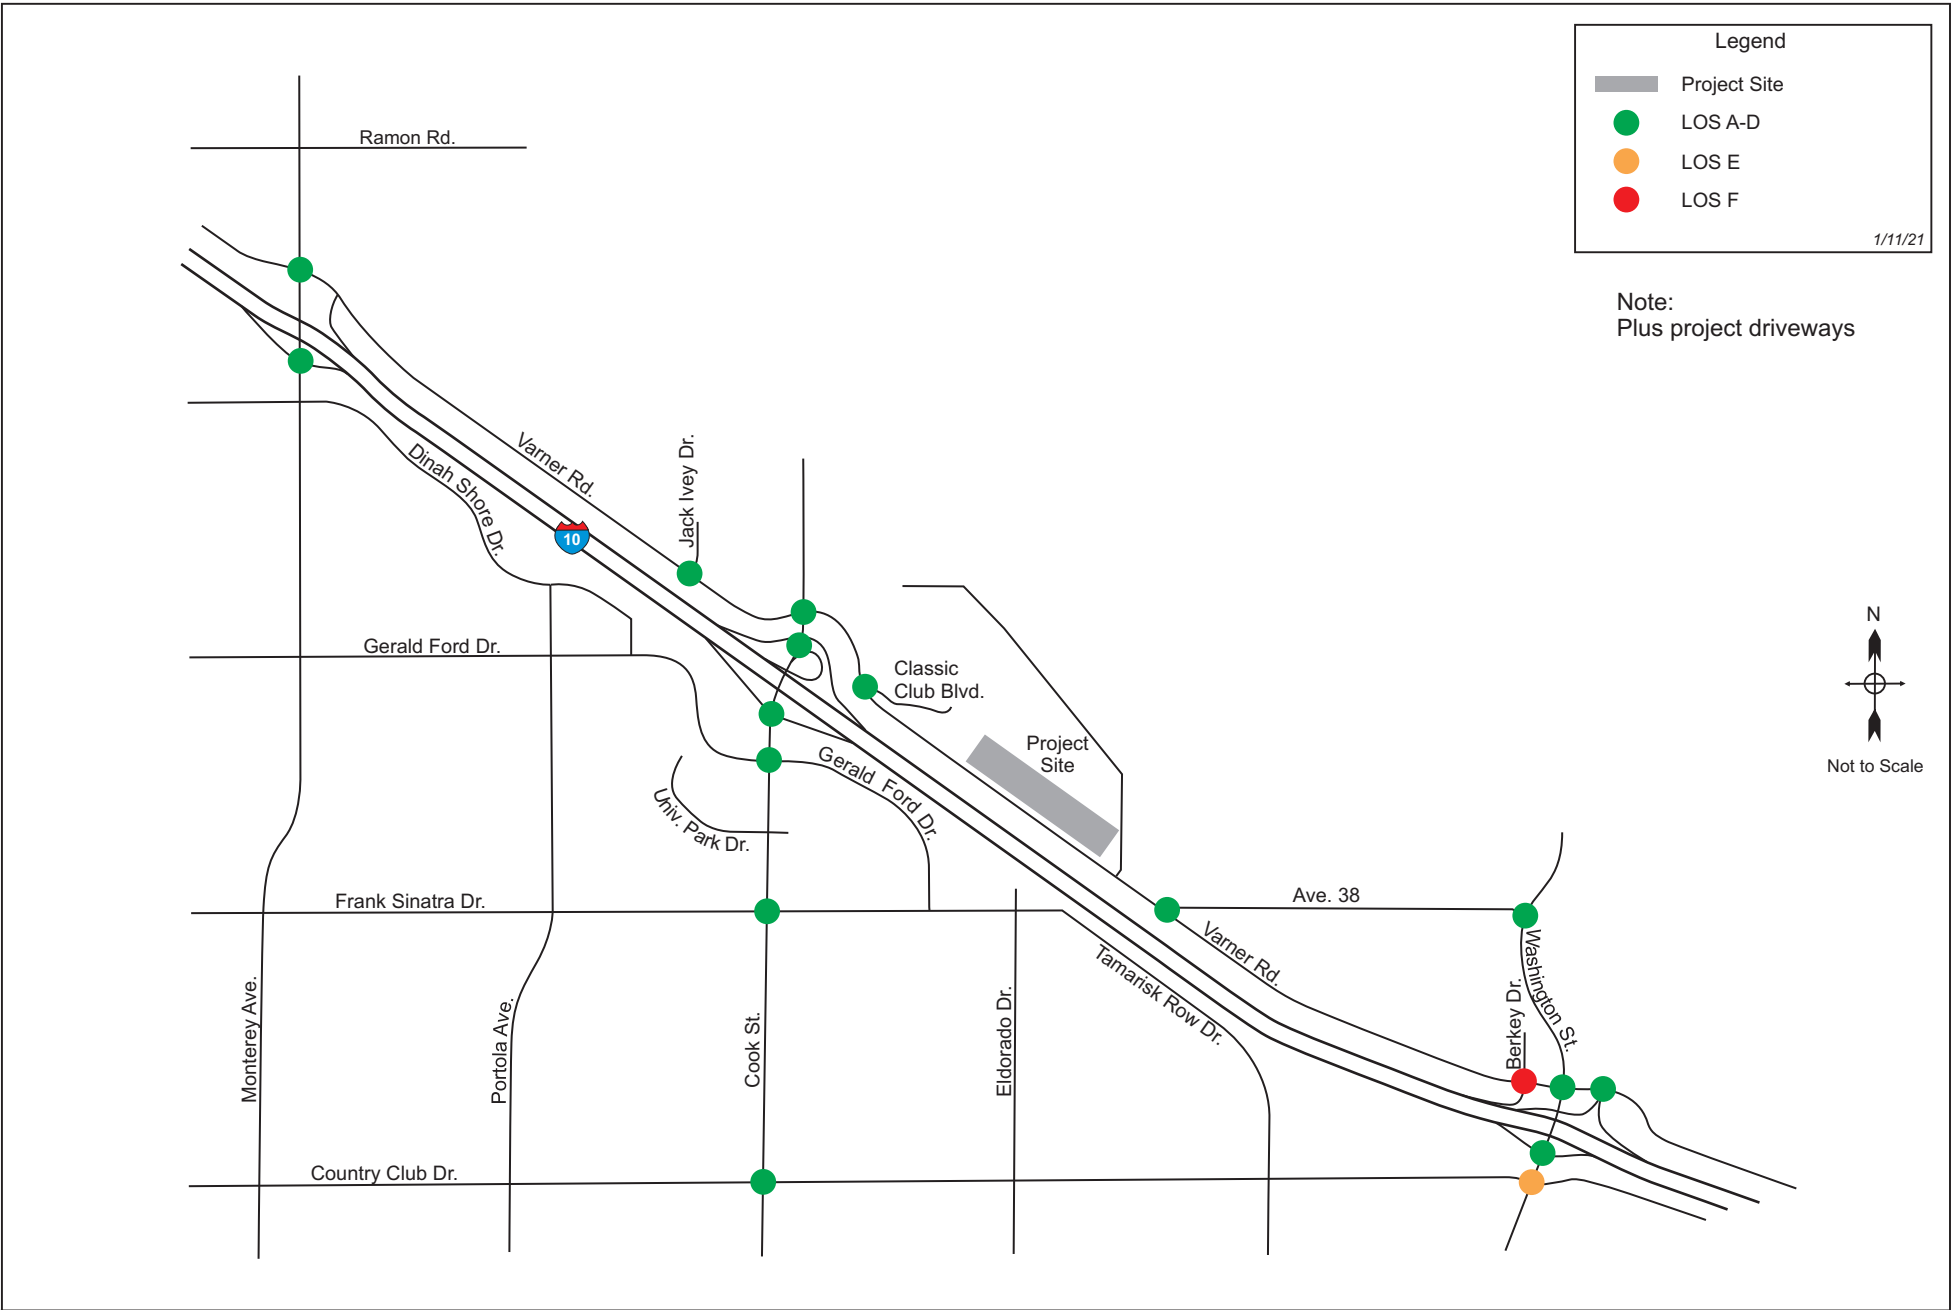 Legend
Project Site
LOS A-D
LOS E
LOS F
1/11/21
Note:
Plus project driveways
Ramon Rd.
Varner Rd.
Dinah Shore Dr.
10
Jack Ivey Dr.
Gerald Ford Dr.
Classic
Club Blvd.
Project
Site
Gerald Ford Dr.
Univ. Park Dr.
N
Not to Scale
Frank Sinatra Dr.
Ave. 38
Varner Rd.
Tamarisk Row Dr.
Washington St.
Berkey Dr.
Monterey Ave.
Portola Ave.
Cook St.
Eldorado Dr.
Country Club Dr.